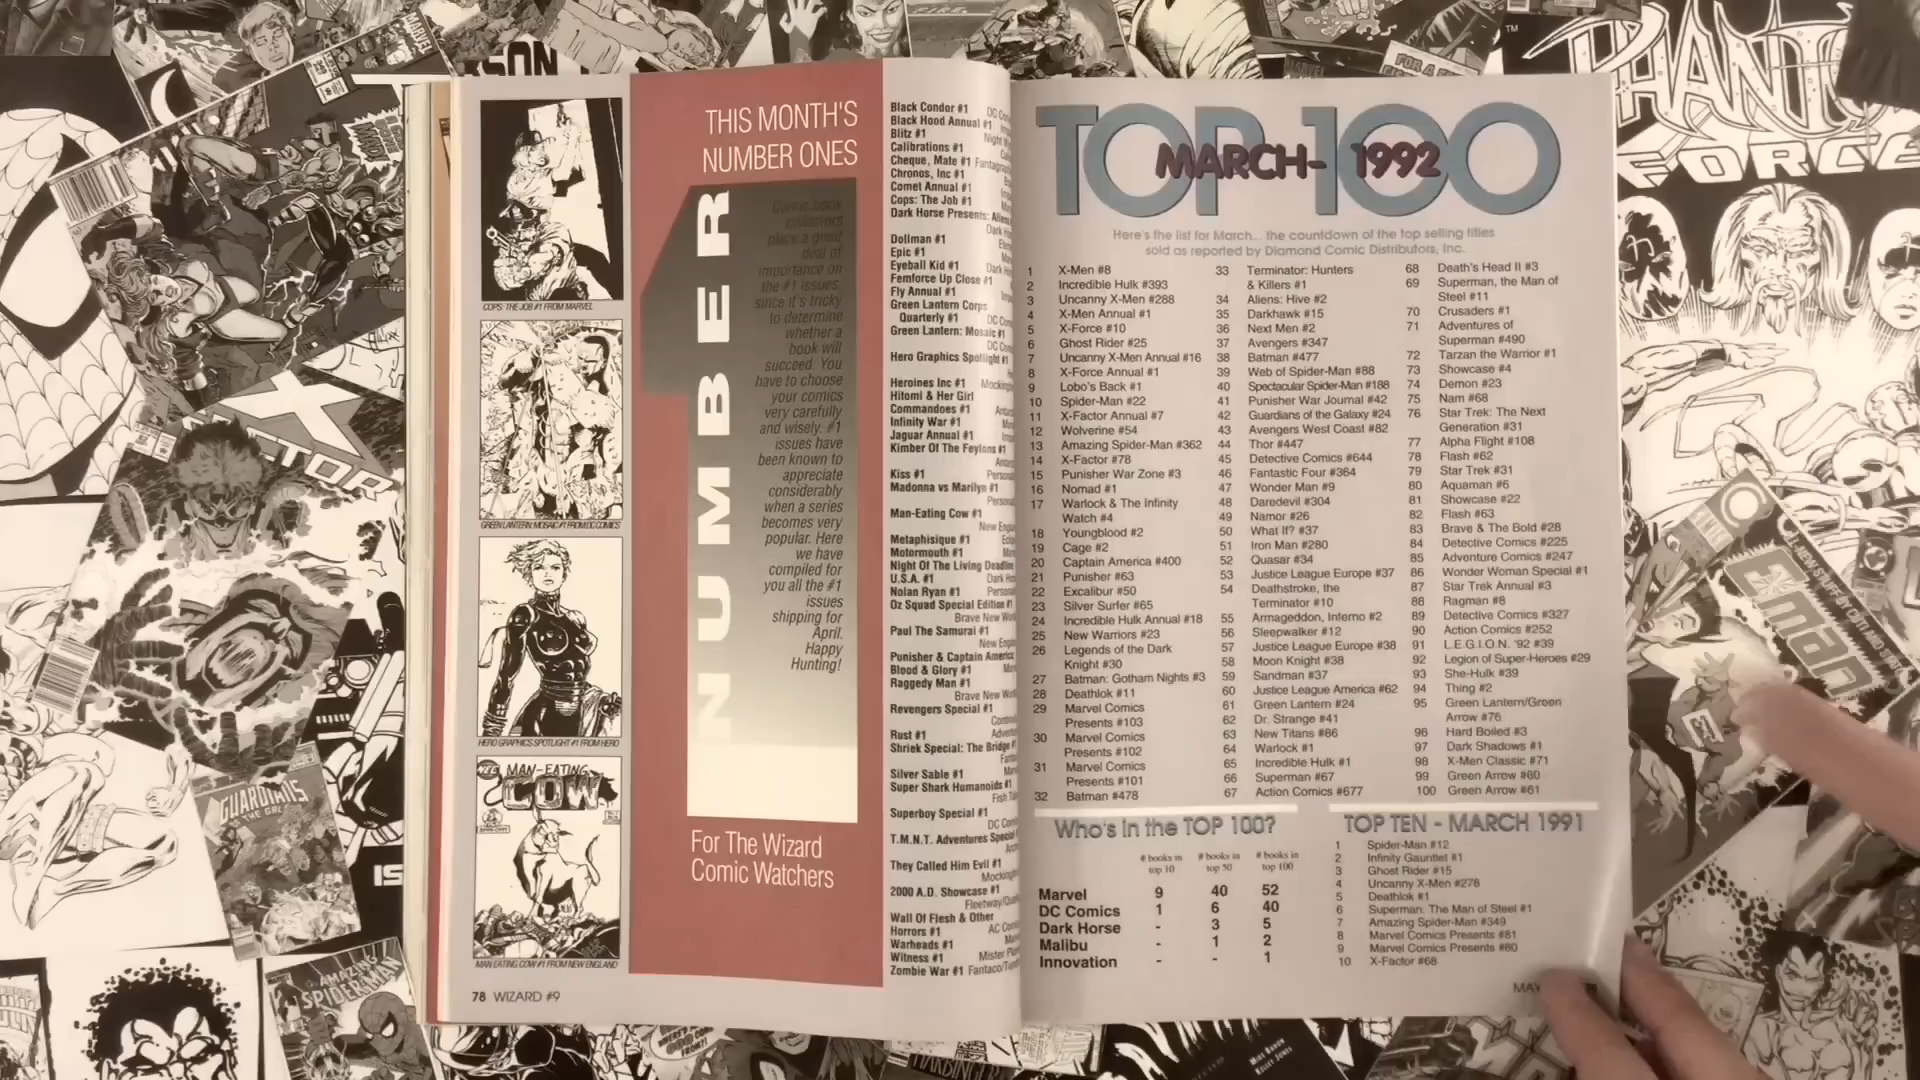 THIS MONTH'S
NUMBER ONES
NUMBER
Comic book
collectors
place a great
deal of
importance on
the #1 issues,
since it's tricky
to determine
whether a
book will
succeed. You
have to choose
your comics
very carefully
and wisely. #1
issues have
been known to
appreciate
considerably
when a series
becomes very
popular. Here
we have
compiled for
you all the #1
issues
shipping for
April.
Happy
Hunting!
For The Wizard
Comic Watchers
COPS: THE JOB #1 FROM MARVEL
GREEN LANTERN: MOSAIC #1 FROM DC COMICS
HERO GRAPHICS SPOTLIGHT #1 FROM HERO
MAN-EATING
COW
MAN EATING COW #1 FROM NEW ENGLAND
78 WIZARD #9
Black Condor #1
Black Hood Annual #1
Blitz #1
Calibrations #1
Cheque, Mate #1
Chronos, Inc #1
Comet Annual #1
Cops: The Job #1
Dark Horse Presents: Aliens
Dollman #1
Epic #1
Eyeball Kid #1
Femforce Up Close #1
Fly Annual #1
Green Lantern Corps
Quarterly #1
Green Lantern: Mosaic #1
Hero Graphics Spotlight #1
Heroines Inc #1
Hitomi & Her Girl
Commandoes #1
Infinity War #1
Jaguar Annual #1
Kimber Of The Feylons #1
Kiss #1
Madonna vs Marilyn #1
Man-Eating Cow #1
Metaphisique #1
Motormouth #1
Night Of The Living Deadline
U.S.A. #1
Nolan Ryan #1
Oz Squad Special Edition #1
Paul The Samurai #1
Punisher & Captain America
Blood & Glory #1
Raggedy Man #1
Revengers Special #1
Rust #1
Shriek Special: The Bridge #1
Silver Sable #1
Super Shark Humanoids #1
Superboy Special #1
T.M.N.T. Adventures Special
They Called Him Evil #1
2000 A.D. Showcase #1
Wall Of Flesh & Other
Horrors #1
Warheads #1
Witness #1
Zombie War #1
TOP 100
MARCH- 1992
Here's the list for March... the countdown of the top selling titles
sold as reported by Diamond Comic Distributors, Inc.
1 X-Men #8
2 Incredible Hulk #393
3 Uncanny X-Men #288
4 X-Men Annual #1
5 X-Force #10
6 Ghost Rider #25
7 Uncanny X-Men Annual #16
8 X-Force Annual #1
9 Lobo's Back #1
10 Spider-Man #22
11 X-Factor Annual #7
12 Wolverine #54
13 Amazing Spider-Man #362
14 X-Factor #78
15 Punisher War Zone #3
16 Nomad #1
17 Warlock & The Infinity
Watch #4
18 Youngblood #2
19 Cage #2
20 Captain America #400
21 Punisher #63
22 Excalibur #50
23 Silver Surfer #65
24 Incredible Hulk Annual #18
25 New Warriors #23
26 Legends of the Dark
Knight #30
27 Batman: Gotham Nights #3
28 Deathlok #11
29 Marvel Comics
Presents #103
30 Marvel Comics
Presents #102
31 Marvel Comics
Presents #101
32 Batman #478
33 Terminator: Hunters
& Killers #1
34 Aliens: Hive #2
35 Darkhawk #15
36 Next Men #2
37 Avengers #347
38 Batman #477
39 Web of Spider-Man #88
40 Spectacular Spider-Man #188
41 Punisher War Journal #42
42 Guardians of the Galaxy #24
43 Avengers West Coast #82
44 Thor #447
45 Detective Comics #644
46 Fantastic Four #364
47 Wonder Man #9
48 Daredevil #304
49 Namor #26
50 What If? #37
51 Iron Man #280
52 Quasar #34
53 Justice League Europe #37
54 Deathstroke, the
Terminator #10
55 Armageddon, Inferno #2
56 Sleepwalker #12
57 Justice League Europe #38
58 Moon Knight #38
59 Sandman #37
60 Justice League America #62
61 Green Lantern #24
62 Dr. Strange #41
63 New Titans #86
64 Warlock #1
65 Incredible Hulk #1
66 Superman #67
67 Action Comics #677
68 Death's Head II #3
69 Superman, the Man of
Steel #11
70 Crusaders #1
71 Adventures of
Superman #490
72 Tarzan the Warrior #1
73 Showcase #4
74 Demon #23
75 Nam #68
76 Star Trek: The Next
Generation #31
77 Alpha Flight #108
78 Flash #62
79 Star Trek #31
80 Aquaman #6
81 Showcase #22
82 Flash #63
83 Brave & The Bold #28
84 Detective Comics #225
85 Adventure Comics #247
86 Wonder Woman Special #1
87 Star Trek Annual #3
88 Ragman #8
89 Detective Comics #327
90 Action Comics #252
91 L.E.G.I.O.N. '92 #39
92 Legion of Super-Heroes #29
93 She-Hulk #39
94 Thing #2
95 Green Lantern/Green
Arrow #76
96 Hard Boiled #3
97 Dark Shadows #1
98 X-Men Classic #71
99 Green Arrow #60
100 Green Arrow #61
Who's in the TOP 100?
# books in # books in # books in
top 10 top 50 top 100
Marvel 9 40 52
DC Comics 1 6 40
Dark Horse - 3 5
Malibu - 1 2
Innovation - - 1
TOP TEN - MARCH 1991
1 Spider-Man #12
2 Infinity Gauntlet #1
3 Ghost Rider #15
4 Uncanny X-Men #278
5 Deathlok #1
6 Superman: The Man of Steel #1
7 Amazing Spider-Man #349
8 Marvel Comics Presents #81
9 Marvel Comics Presents #80
10 X-Factor #68
PHANTOM
FORCE
GUARDIANS
AMAZING
SPIDER-MAN
E-man